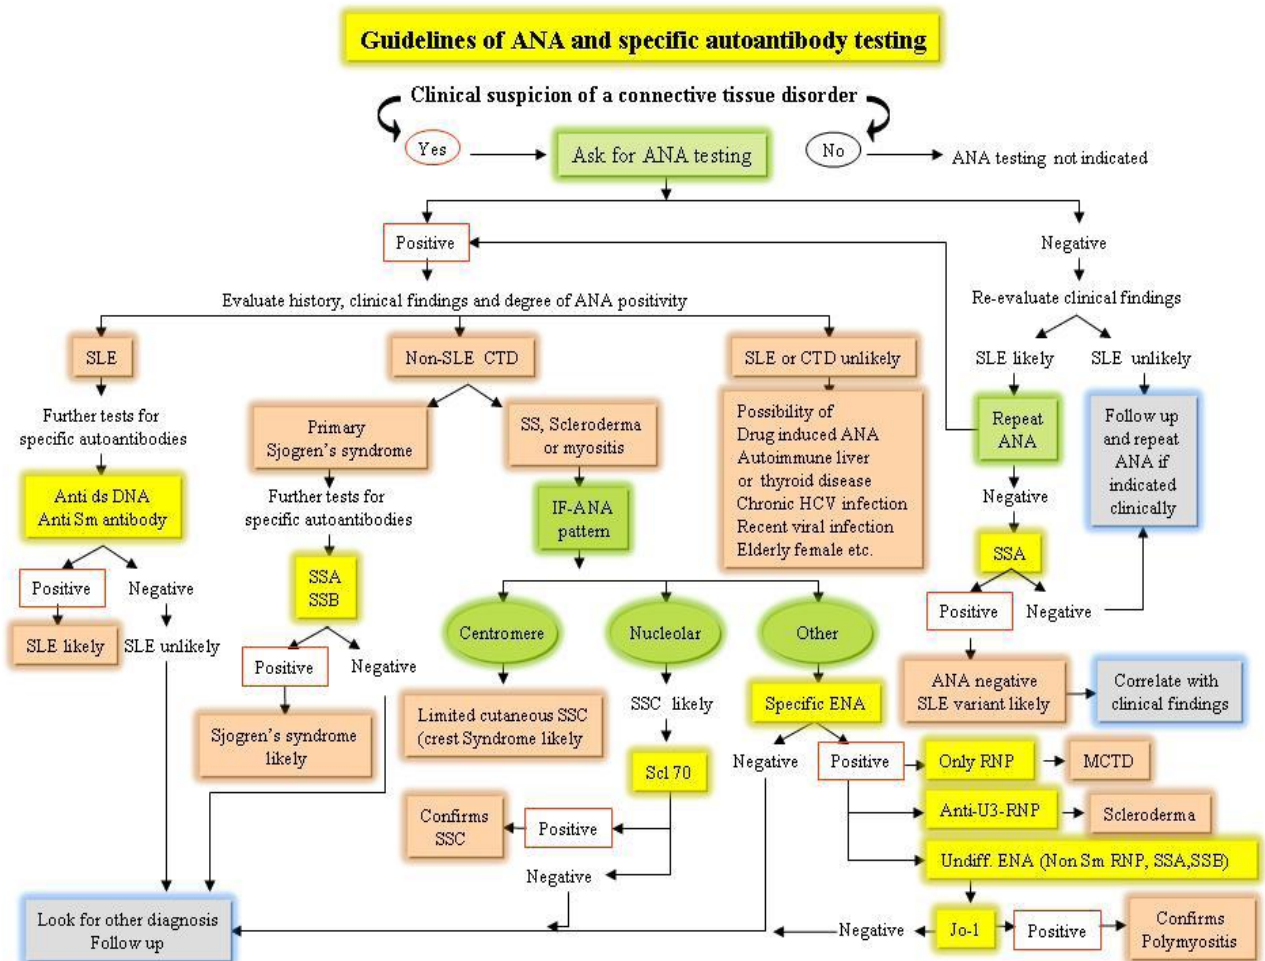 Guidelines of ANA and specific autoantibody testing
Clinical suspicion of a connective tissue disorder
Yes
Ask for ANA testing
No
ANA testing not indicated
Positive
Negative
Evaluate history, clinical findings and degree of ANA positivity
Re-evaluate clinical findings
SLE
Non-SLE CTD
SLE or CTD unlikely
SLE likely
SLE unlikely
Further tests for
specific autoantibodies
Primary
Sjogren's syndrome
SS, Scleroderma
or myositis
Possibility of
Drug induced ANA
Autoimmune liver
or thyroid disease
Chronic HCV infection
Recent viral infection
Elderly female etc.
Repeat
ANA
Follow up
and repeat
ANA if
indicated
clinically
Anti ds DNA
Anti Sm antibody
Further tests for
specific autoantibodies
IF-ANA
pattern
Negative
SSA
Positive
Negative
SSA
SSB
Positive
Negative
SLE likely
SLE unlikely
Centromere
Nucleolar
Other
Positive
Negative
Limited cutaneous SSC
(crest Syndrome likely
SSC likely
Specific ENA
ANA negative
SLE variant likely
Correlate with
clinical findings
Sjogren's syndrome
likely
Scl 70
Negative
Positive
Only RNP
MCTD
Confirms
SSC
Positive
Anti-U3-RNP
Scleroderma
Negative
Undiff. ENA (Non Sm RNP, SSA,SSB)
Look for other diagnosis
Follow up
Negative
Jo-1
Positive
Confirms
Polymyositis